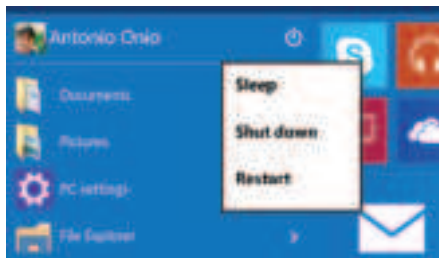 Antonio Onio
Sleep
Documents
Shut down
Pictures
Restart
PC settings
File Explorer